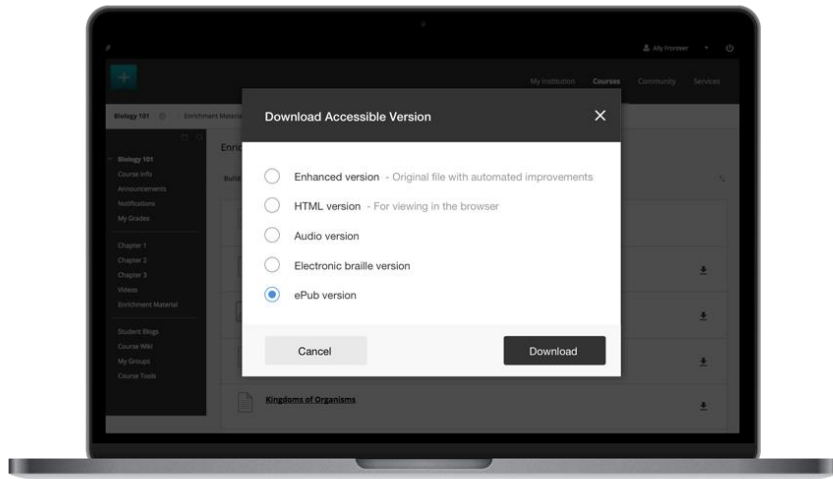 Ally Fronteer
My Institution Courses Community Services
Biology 101
Enrichment Materia
Download Accessible Version
Biology 101
Course Info
Announcements
Notifications
My Grades
Chapter 1
Chapter 2
Chapter 3
Videos
Enrichment Material
Student Blogs
Course Wiki
My Groups
Course Tools
Enric
Build
Enhanced version - Original file with automated improvements
HTML version - For viewing in the browser
Audio version
Electronic braille version
ePub version
Cancel
Download
Kingdoms of Organisms